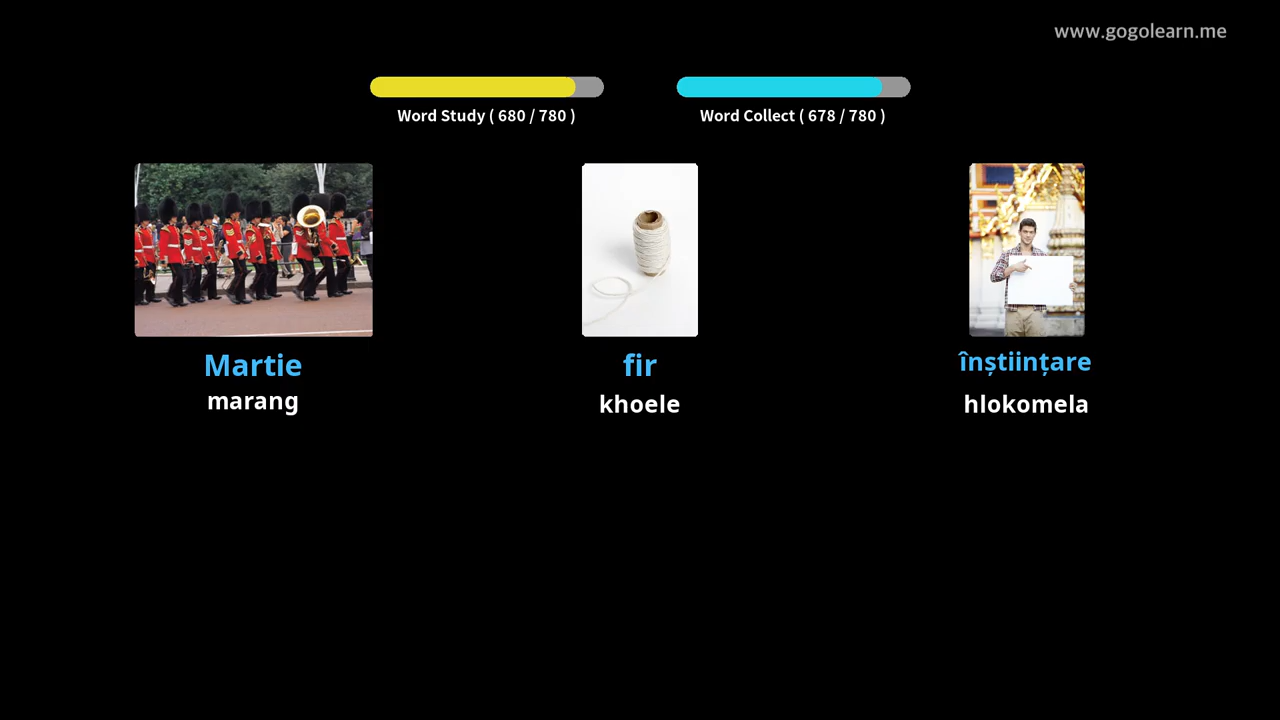 www.gogolearn.me
Word Study ( 680 / 780 )
Word Collect ( 678 / 780 )
Martie
marang
fir
khoele
înștiințare
hlokomela